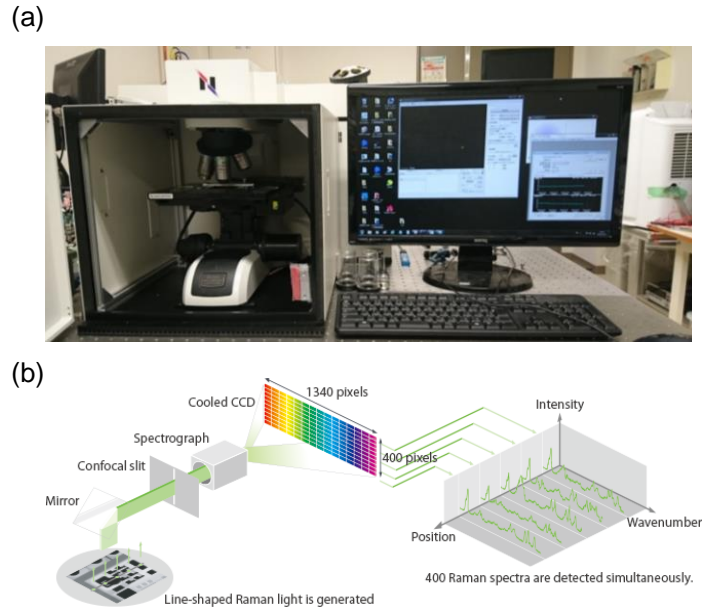 (a)
(b)
1340 pixels
Cooled CCD
Intensity
Spectrograph
400 pixels
Confocal slit
Mirror
Wavenumber
Position
400 Raman spectra are detected simultaneously.
Line-shaped Raman light is generated